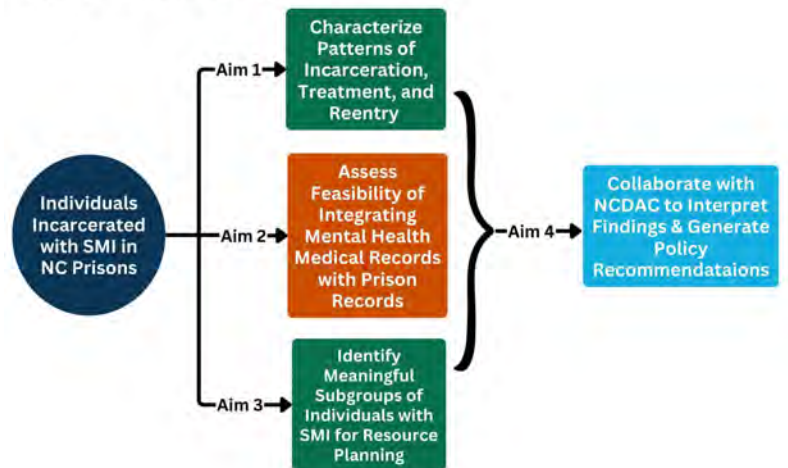 Characterize
Patterns of
Incarceration,
Treatment, and
Reentry
Aim 1
Individuals
Incarcerated
with SMI in
NC Prisons
Aim 2
Assess
Feasibility of
Integrating
Mental Health
Medical Records
with Prison
Records
Aim 4
Collaborate with
NCDAC to Interpret
Findings & Generate
Policy
Recommendataions
Aim 3
Identify
Meaningful
Subgroups of
Individuals with
SMI for Resource
Planning